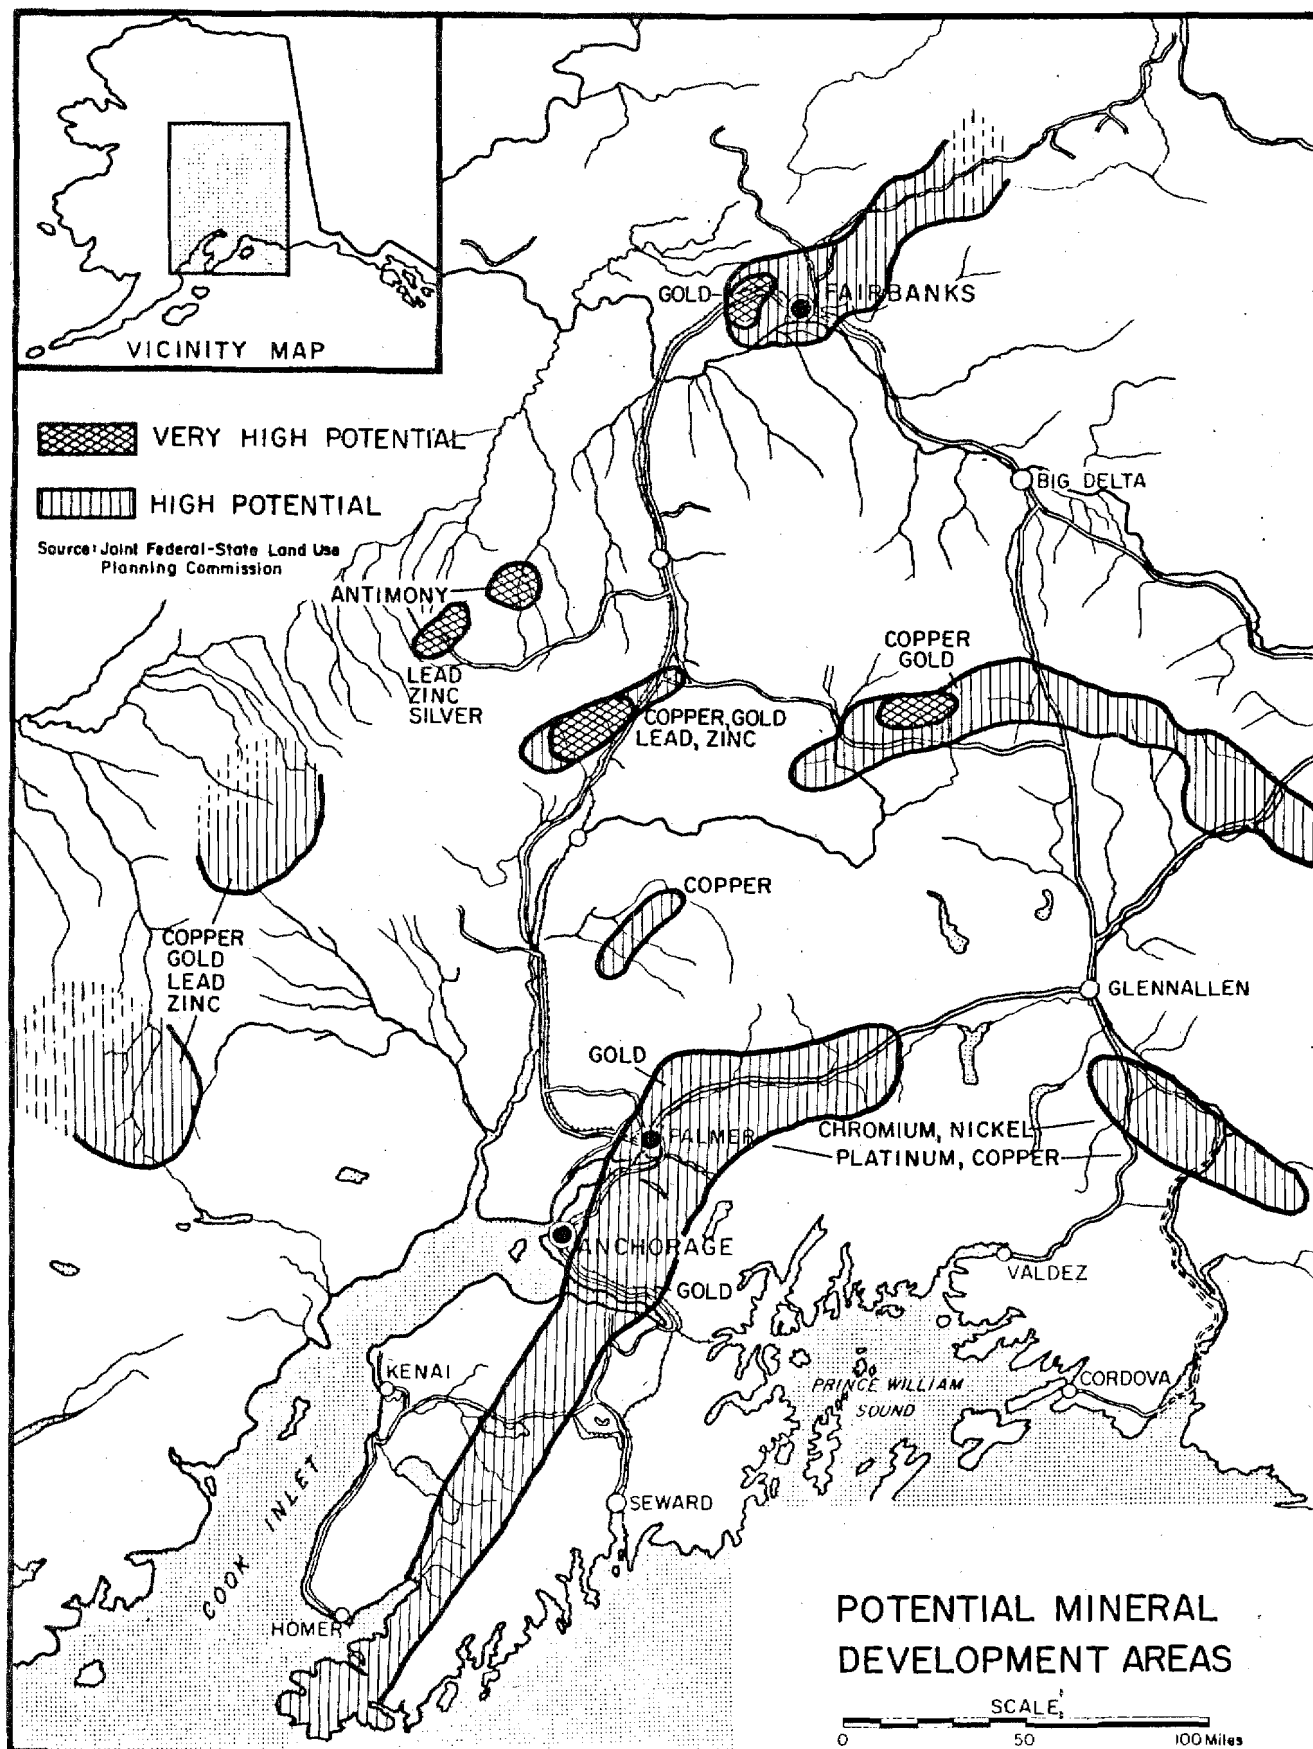 VICINITY MAP
VERY HIGH POTENTIAL
HIGH POTENTIAL
Source: Joint Federal-State Land Use
Planning Commission
GOLD
FAIRBANKS
BIG DELTA
ANTIMONY
LEAD
ZINC
SILVER
COPPER, GOLD
LEAD, ZINC
COPPER
GOLD
COPPER
COPPER
GOLD
LEAD
ZINC
GLENNALLEN
GOLD
PALMER
CHROMIUM, NICKEL
PLATINUM, COPPER
ANCHORAGE
GOLD
VALDEZ
KENAI
PRINCE WILLIAM
SOUND
CORDOVA
SEWARD
COOK INLET
HOMER
POTENTIAL MINERAL
DEVELOPMENT AREAS
SCALE
0 50 100 Miles